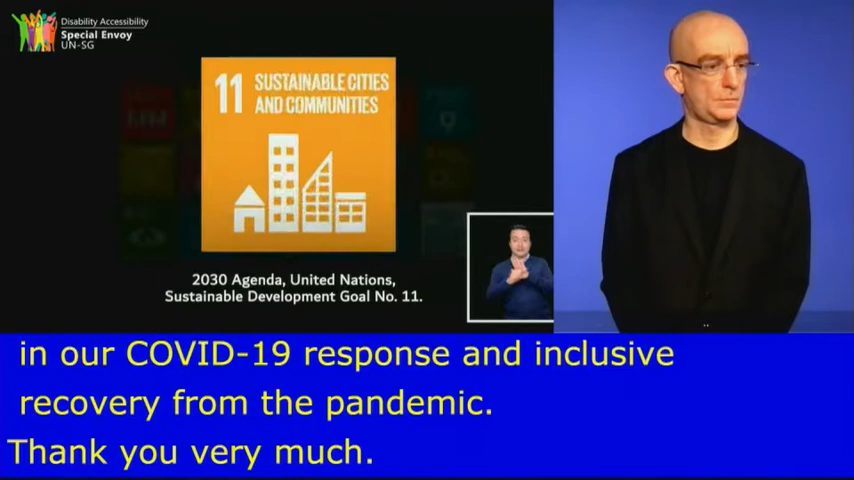 Disability Accessibility
Special Envoy
UN-SG
11 SUSTAINABLE CITIES
AND COMMUNITIES
2030 Agenda, United Nations,
Sustainable Development Goal No. 11.
in our COVID-19 response and inclusive
recovery from the pandemic.
Thank you very much.